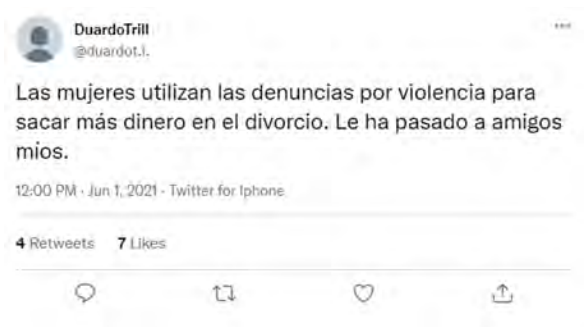 DuardoTrill
@duardot.l.
Las mujeres utilizan las denuncias por violencia para
sacar más dinero en el divorcio. Le ha pasado a amigos
míos.
12:00 PM · Jun 1, 2021 · Twitter for Iphone
4 Retweets 7 Likes